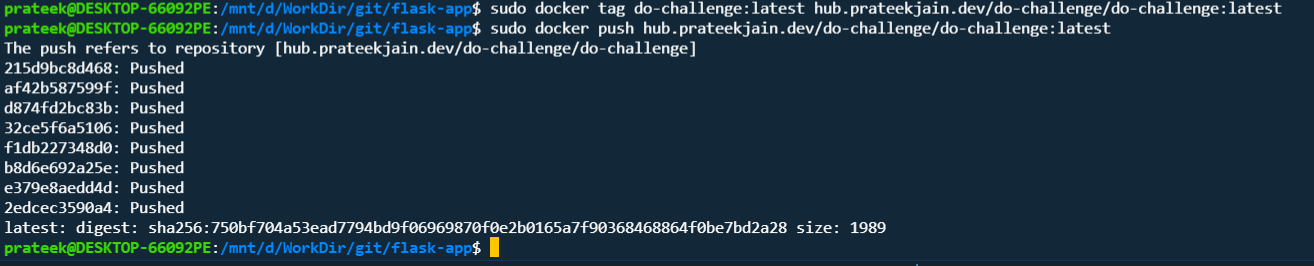 prateek@DESKTOP-66092PE:/mnt/d/WorkDir/git/flask-app$ sudo docker tag do-challenge:latest hub.prateekjain.dev/do-challenge/do-challenge:latest
prateek@DESKTOP-66092PE:/mnt/d/WorkDir/git/flask-app$ sudo docker push hub.prateekjain.dev/do-challenge/do-challenge:latest
The push refers to repository [hub.prateekjain.dev/do-challenge/do-challenge]
215d9bc8d468: Pushed
af42b587599f: Pushed
d874fd2bc83b: Pushed
32ce5f6a5106: Pushed
f1db227348d0: Pushed
b8d6e692a25e: Pushed
e379e8aedd4d: Pushed
2edcec3590a4: Pushed
latest: digest: sha256:750bf704a53ead7794bd9f06969870f0e2b0165a7f90368468864f0be7bd2a28 size: 1989
prateek@DESKTOP-66092PE:/mnt/d/WorkDir/git/flask-app$